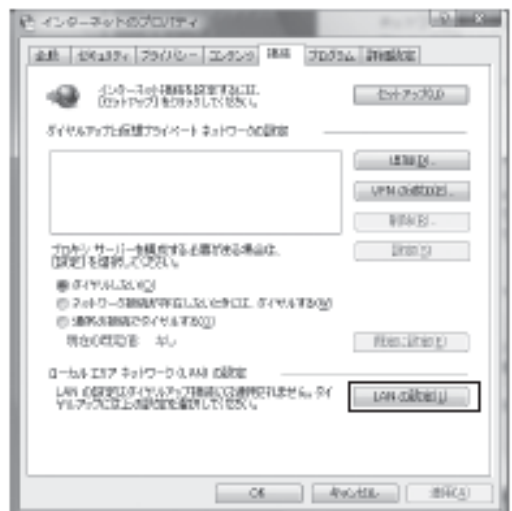 インターネットのプロパティ
全般 セキュリティ プライバシー コンテンツ 接続 プログラム 詳細設定
インターネット接続を設定するには、
[セットアップ] をクリックしてください。
セットアップ(U)
ダイヤルアップと仮想プライベート ネットワークの設定
追加(D)...
VPN の追加(P)...
削除(R)...
プロキシ サーバーを構成する必要がある場合は、
[設定] を選択してください。
設定(S)
ダイヤルしない(C)
ネットワーク接続が存在しないときには、ダイヤルする(W)
通常の接続でダイヤルする(O)
現在の既定値: なし
既定に設定(E)
ローカル エリア ネットワーク (LAN) の設定
LAN の設定はダイヤルアップ接続には適用されません。ダイ
ヤルアップには上の設定を選択してください。
LAN の設定(L)
OK キャンセル 適用(A)